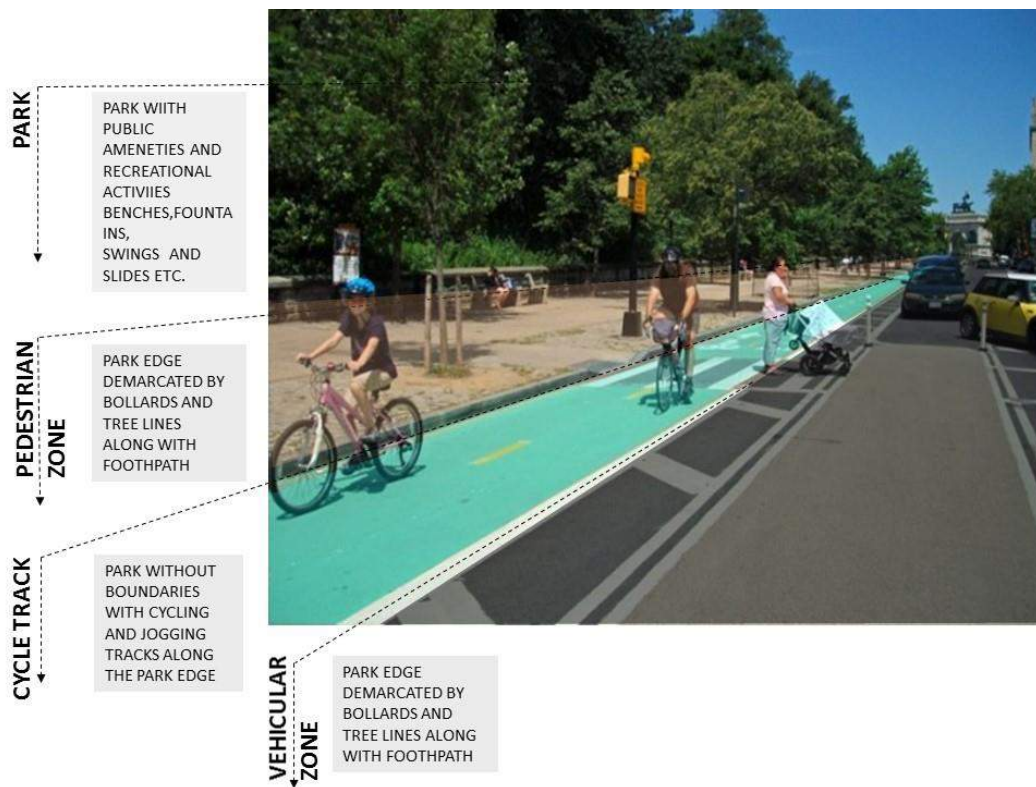 PARK
PARK WIITH
PUBLIC
AMENETIES AND
RECREATIONAL
ACTIVIIES
BENCHES,FOUNTA
INS,
SWINGS AND
SLIDES ETC.
PEDESTRIAN
ZONE
PARK EDGE
DEMARCATED BY
BOLLARDS AND
TREE LINES
ALONG WITH
FOOTHPATH
CYCLE TRACK
PARK WITHOUT
BOUNDARIES
WITH CYCLING
AND JOGGING
TRACKS ALONG
THE PARK EDGE
VEHICULAR
ZONE
PARK EDGE
DEMARCATED BY
BOLLARDS AND
TREE LINES ALONG
WITH FOOTHPATH